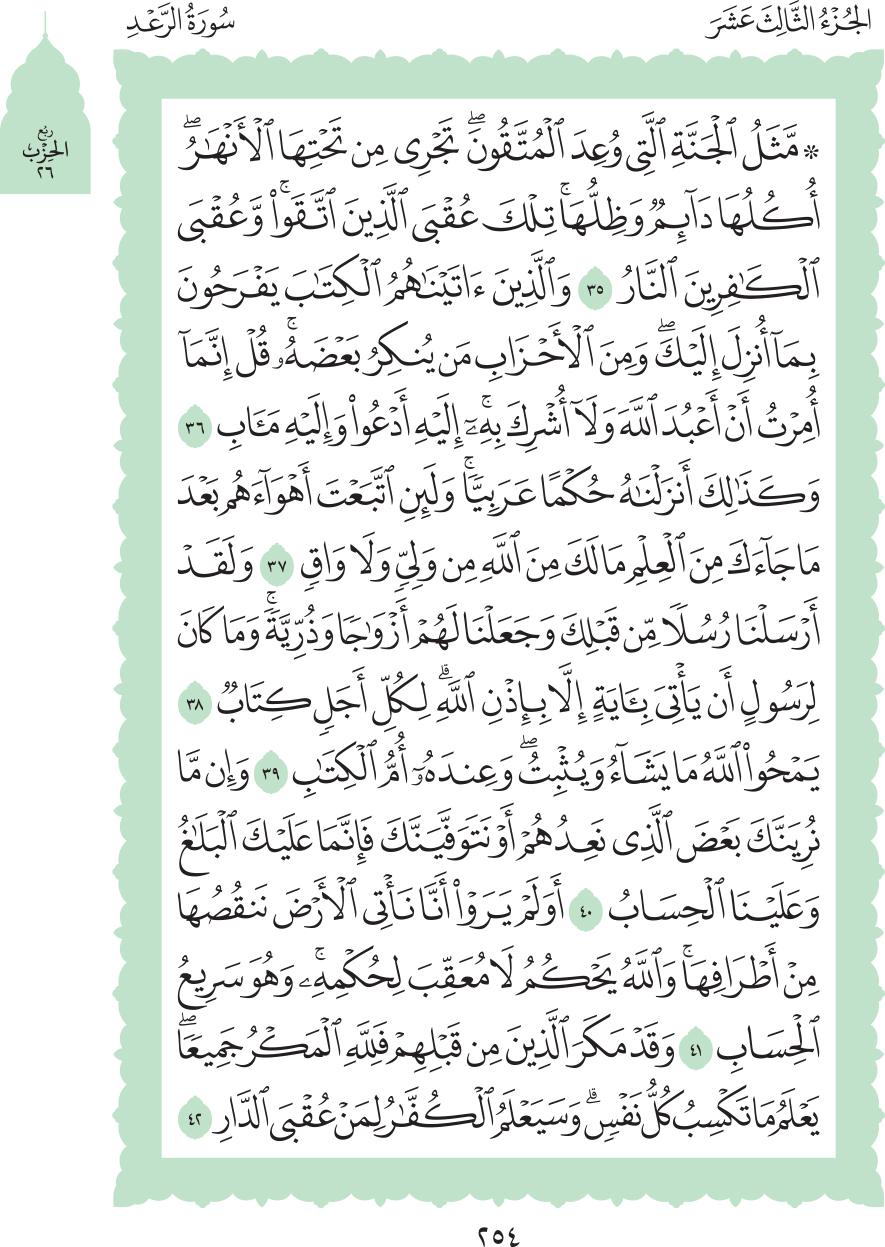 الجُزْءُ الثَّالِثَ عَشَرَ
سُورَةُ الرَّعْدِ
رُبْع
الحِزْب
٢٦
۞ مَّثَلُ ٱلْجَنَّةِ ٱلَّتِى وُعِدَ ٱلْمُتَّقُونَۖ تَجْرِى مِن تَحْتِهَا ٱلْأَنْهَٰرُۖ
أُكُلُهَا دَآئِمٌ وَظِلُّهَاۚ تِلْكَ عُقْبَى ٱلَّذِينَ ٱتَّقَوا۟ۚ وَّعُقْبَى
ٱلْكَٰفِرِينَ ٱلنَّارُ ٣٥ وَٱلَّذِينَ ءَاتَيْنَٰهُمُ ٱلْكِتَٰبَ يَفْرَحُونَ
بِمَآ أُنزِلَ إِلَيْكَۖ وَمِنَ ٱلْأَحْزَابِ مَن يُنكِرُ بَعْضَهُۥۚ قُلْ إِنَّمَآ
أُمِرْتُ أَنْ أَعْبُدَ ٱللَّهَ وَلَآ أُشْرِكَ بِهِۦٓۚ إِلَيْهِ أَدْعُوا۟ وَإِلَيْهِ مَـَٔابِ ٣٦
وَكَذَٰلِكَ أَنزَلْنَٰهُ حُكْمًا عَرَبِيًّاۚ وَلَئِنِ ٱتَّبَعْتَ أَهْوَآءَهُم بَعْدَ
مَا جَآءَكَ مِنَ ٱلْعِلْمِ مَا لَكَ مِنَ ٱللَّهِ مِن وَلِىٍّ وَلَا وَاقٍ ٣٧ وَلَقَدْ
أَرْسَلْنَا رُسُلًا مِّن قَبْلِكَ وَجَعَلْنَا لَهُمْ أَزْوَٰجًا وَذُرِّيَّةًۚ وَمَا كَانَ
لِرَسُولٍ أَن يَأْتِىَ بِـَٔايَةٍ إِلَّا بِإِذْنِ ٱللَّهِۗ لِكُلِّ أَجَلٍ كِتَابٌ ٣٨
يَمْحُوا۟ ٱللَّهُ مَا يَشَآءُ وَيُثْبِتُۖ وَعِندَهُۥٓ أُمُّ ٱلْكِتَٰبِ ٣٩ وَإِن مَّا
نُرِيَنَّكَ بَعْضَ ٱلَّذِى نَعِدُهُمْ أَوْ نَتَوَفَّيَنَّكَ فَإِنَّمَا عَلَيْكَ ٱلْبَلَٰغُ
وَعَلَيْنَا ٱلْحِسَابُ ٤٠ أَوَلَمْ يَرَوْا۟ أَنَّا نَأْتِى ٱلْأَرْضَ نَنقُصُهَا
مِنْ أَطْرَافِهَاۚ وَٱللَّهُ يَحْكُمُ لَا مُعَقِّبَ لِحُكْمِهِۦۚ وَهُوَ سَرِيعُ
ٱلْحِسَابِ ٤١ وَقَدْ مَكَرَ ٱلَّذِينَ مِن قَبْلِهِمْ فَلِلَّهِ ٱلْمَكْرُ جَمِيعًاۖ
يَعْلَمُ مَا تَكْسِبُ كُلُّ نَفْسٍۗ وَسَيَعْلَمُ ٱلْكُفَّٰرُ لِمَنْ عُقْبَى ٱلدَّارِ ٤٢
٢٥٤